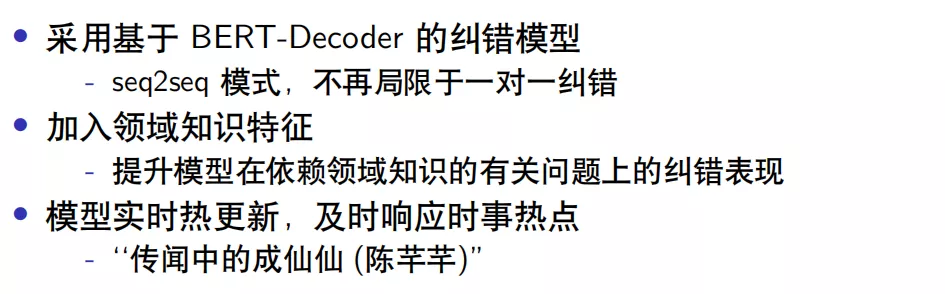 • 采用基于 BERT-Decoder 的纠错模型
- seq2seq 模式，不再局限于一对一纠错
• 加入领域知识特征
- 提升模型在依赖领域知识的有关问题上的纠错表现
• 模型实时热更新，及时响应时事热点
- ‘‘传闻中的成仙仙 (陈芊芊)”